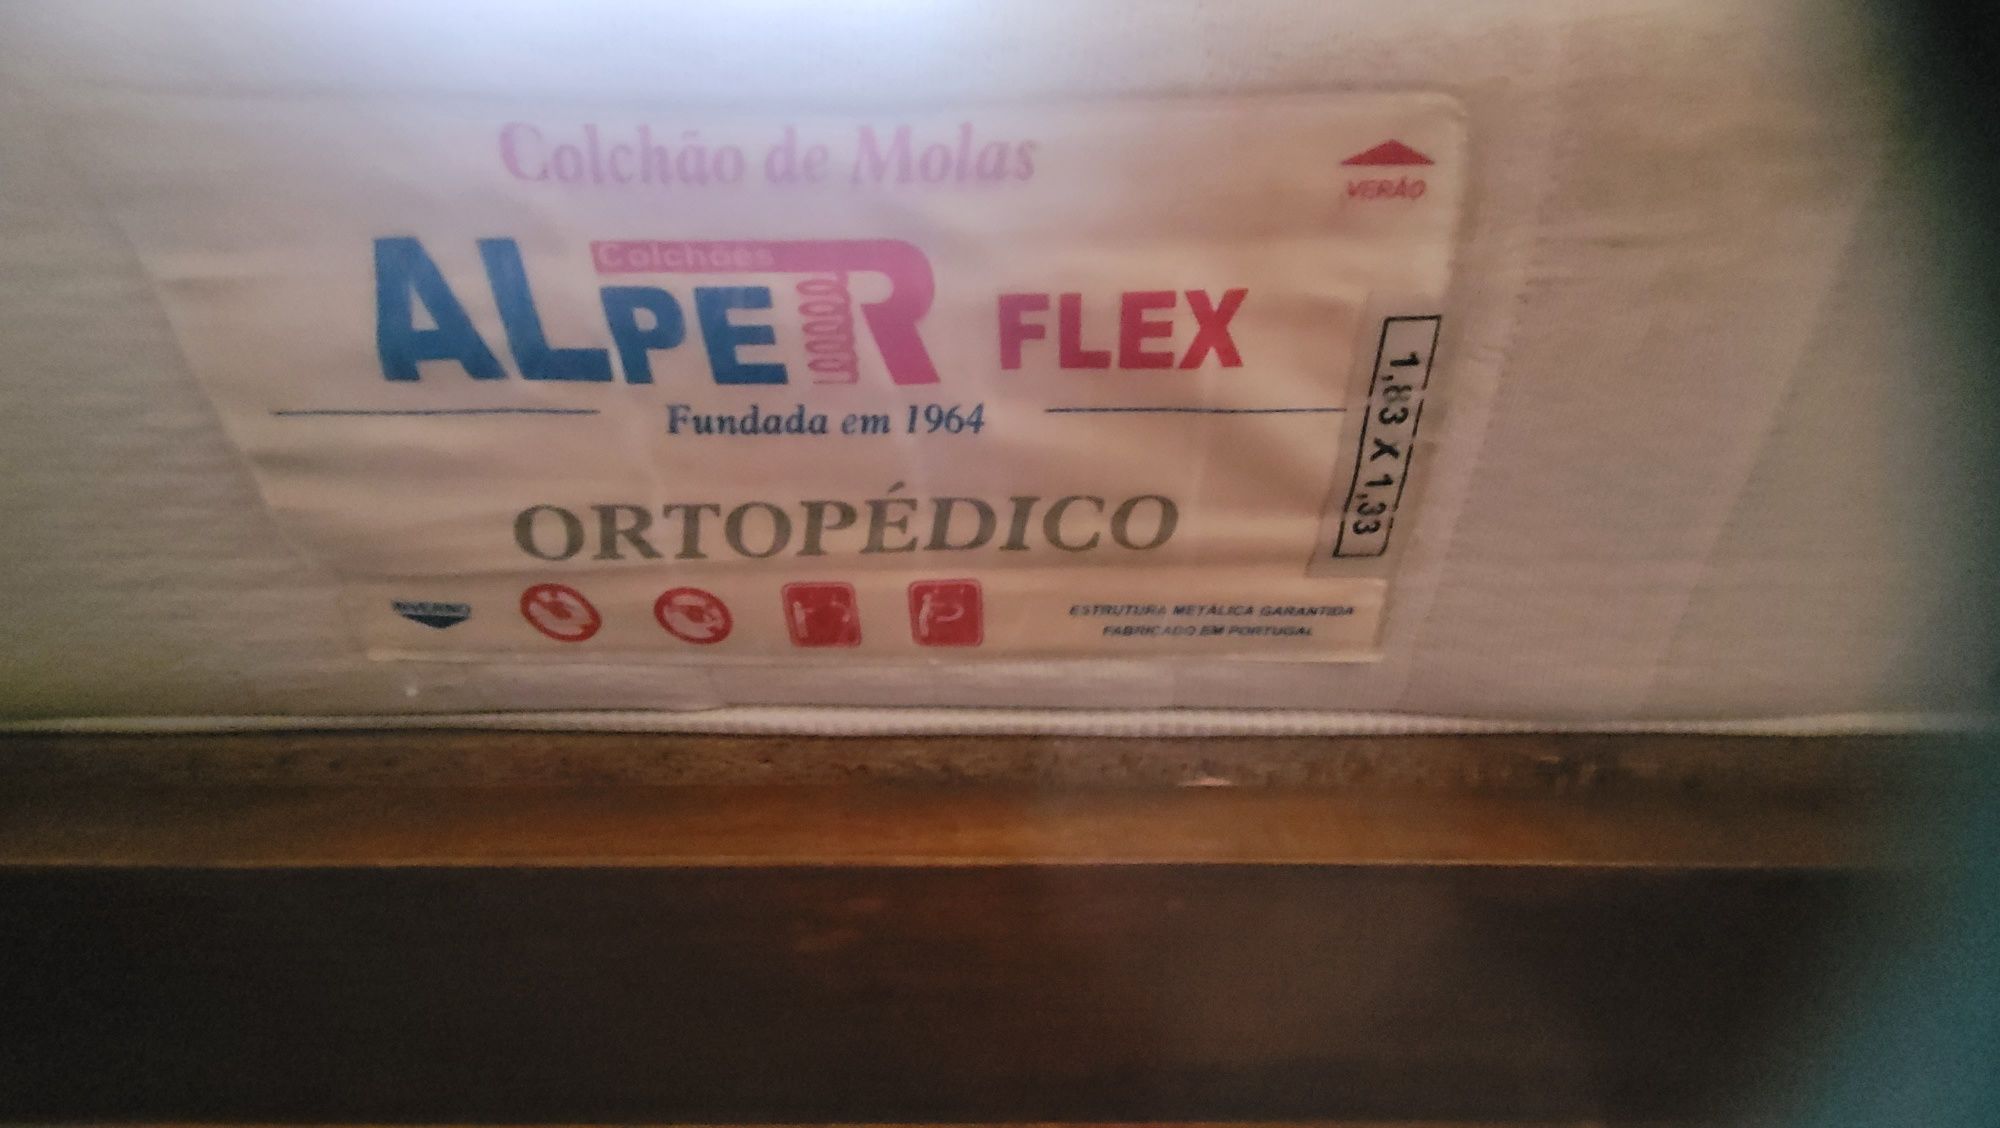 Colchão de Molas
VERÃO
Colchões
ALPER FLEX
Fundada em 1964
1,83 X 1,33
ORTOPÉDICO
INVERNO
ESTRUTURA METÁLICA GARANTIDA
FABRICADO EM PORTUGAL